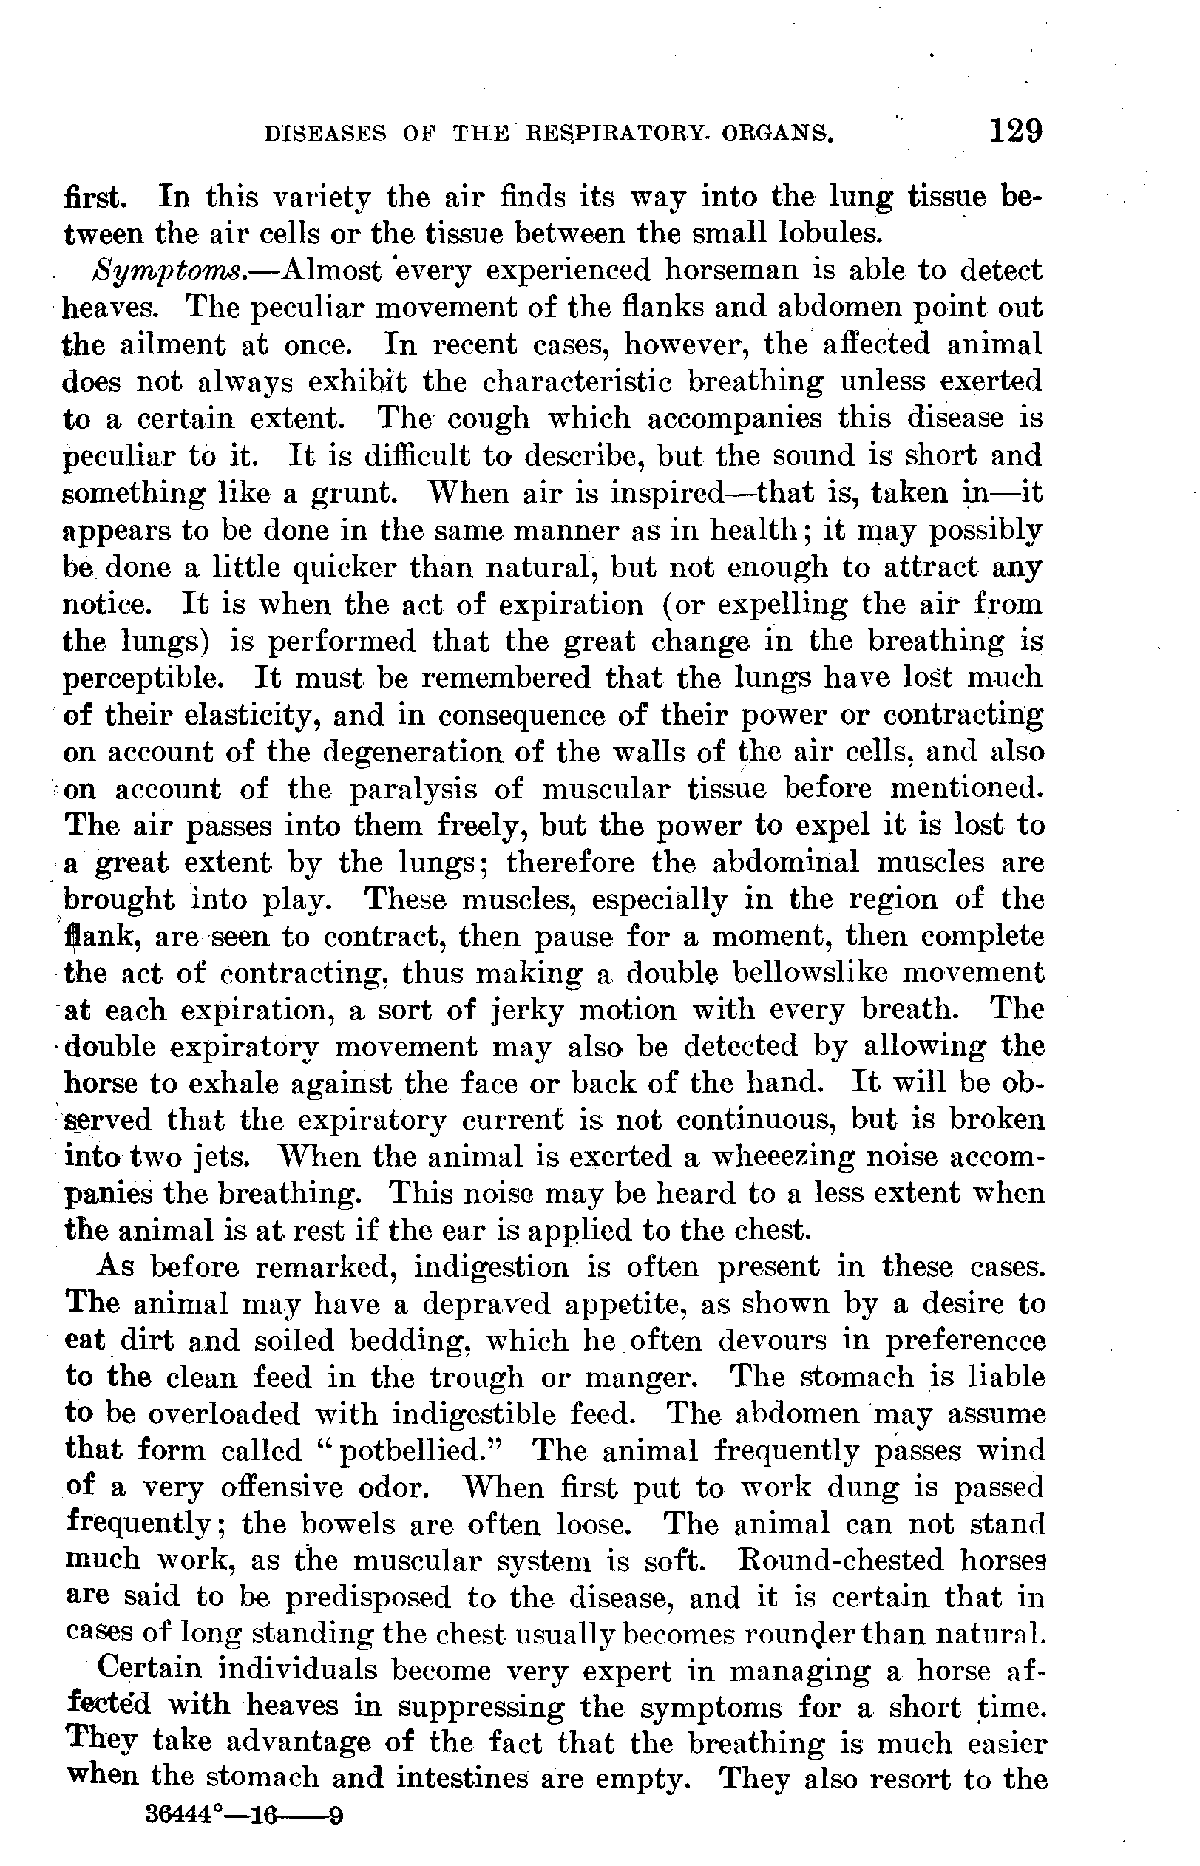 DISEASES OF THE RESPIRATORY ORGANS. 129
first. In this variety the air finds its way into the lung tissue be-
tween the air cells or the tissue between the small lobules.
Symptoms.—Almost every experienced horseman is able to detect
heaves. The peculiar movement of the flanks and abdomen point out
the ailment at once. In recent cases, however, the affected animal
does not always exhibit the characteristic breathing unless exerted
to a certain extent. The cough which accompanies this disease is
peculiar to it. It is difficult to describe, but the sound is short and
something like a grunt. When air is inspired—that is, taken in—it
appears to be done in the same manner as in health; it may possibly
be done a little quicker than natural, but not enough to attract any
notice. It is when the act of expiration (or expelling the air from
the lungs) is performed that the great change in the breathing is
perceptible. It must be remembered that the lungs have lost much
of their elasticity, and in consequence of their power or contracting
on account of the degeneration of the walls of the air cells, and also
on account of the paralysis of muscular tissue before mentioned.
The air passes into them freely, but the power to expel it is lost to
a great extent by the lungs; therefore the abdominal muscles are
brought into play. These muscles, especially in the region of the
flank, are seen to contract, then pause for a moment, then complete
the act of contracting, thus making a double bellowslike movement
at each expiration, a sort of jerky motion with every breath. The
double expiratory movement may also be detected by allowing the
horse to exhale against the face or back of the hand. It will be ob-
served that the expiratory current is not continuous, but is broken
into two jets. When the animal is exerted a wheeezing noise accom-
panies the breathing. This noise may be heard to a less extent when
the animal is at rest if the ear is applied to the chest.
As before remarked, indigestion is often present in these cases.
The animal may have a depraved appetite, as shown by a desire to
eat dirt and soiled bedding, which he often devours in preferencce
to the clean feed in the trough or manger. The stomach is liable
to be overloaded with indigestible feed. The abdomen may assume
that form called "potbellied." The animal frequently passes wind
of a very offensive odor. When first put to work dung is passed
frequently; the bowels are often loose. The animal can not stand
much work, as the muscular system is soft. Round-chested horses
are said to be predisposed to the disease, and it is certain that in
cases of long standing the chest usually becomes rounder than natural.
Certain individuals become very expert in managing a horse af-
fected with heaves in suppressing the symptoms for a short time.
They take advantage of the fact that the breathing is much easier
when the stomach and intestines are empty. They also resort to the
36444°—16——9